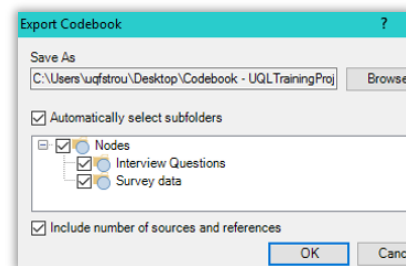 Export Codebook ?
Save As
C:\Users\uqfstrou\Desktop\Codebook - UQLTrainingProj Browse
Automatically select subfolders
Nodes
Interview Questions
Survey data
Include number of sources and references
OK Canc